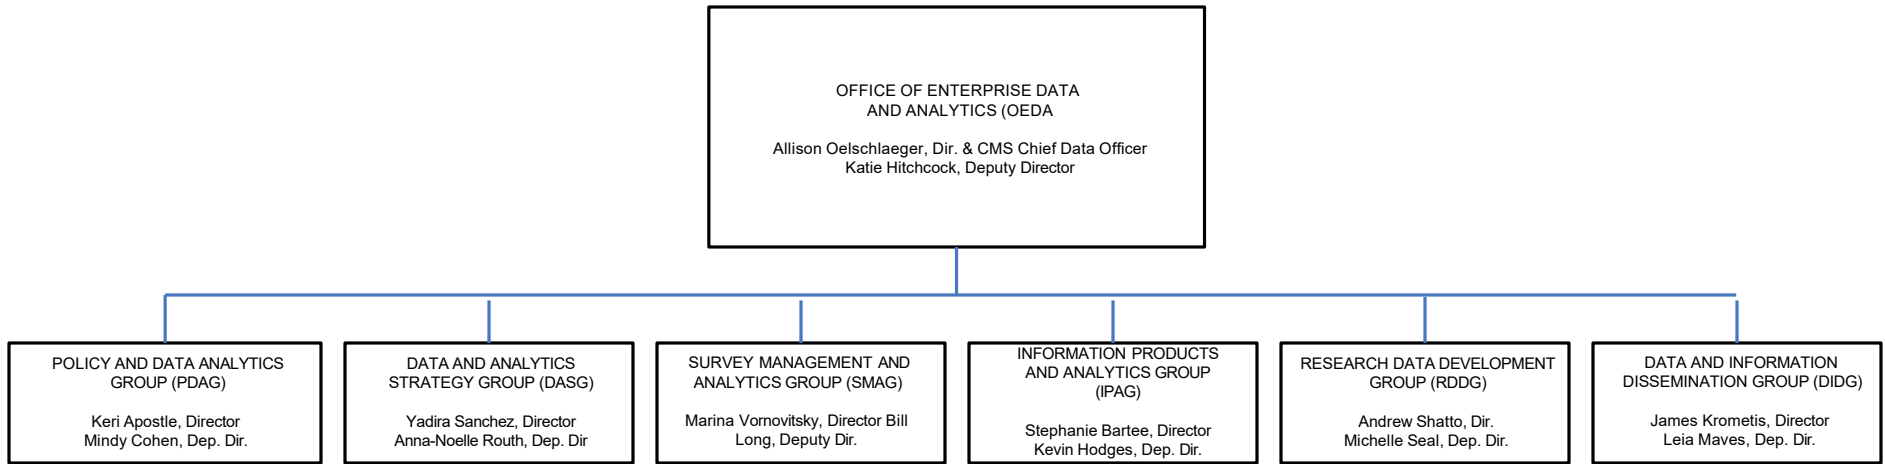 OFFICE OF ENTERPRISE DATA
AND ANALYTICS (OEDA
Allison Oelschlaeger, Dir. & CMS Chief Data Officer
Katie Hitchcock, Deputy Director
POLICY AND DATA ANALYTICS
GROUP (PDAG)
Keri Apostle, Director
Mindy Cohen, Dep. Dir.
DATA AND ANALYTICS
STRATEGY GROUP (DASG)
Yadira Sanchez, Director
Anna-Noelle Routh, Dep. Dir
SURVEY MANAGEMENT AND
ANALYTICS GROUP (SMAG)
Marina Vornovitsky, Director Bill
Long, Deputy Dir.
INFORMATION PRODUCTS
AND ANALYTICS GROUP
(IPAG)
Stephanie Bartee, Director
Kevin Hodges, Dep. Dir.
RESEARCH DATA DEVELOPMENT
GROUP (RDDG)
Andrew Shatto, Dir.
Michelle Seal, Dep. Dir.
DATA AND INFORMATION
DISSEMINATION GROUP (DIDG)
James Krometis, Director
Leia Maves, Dep. Dir.